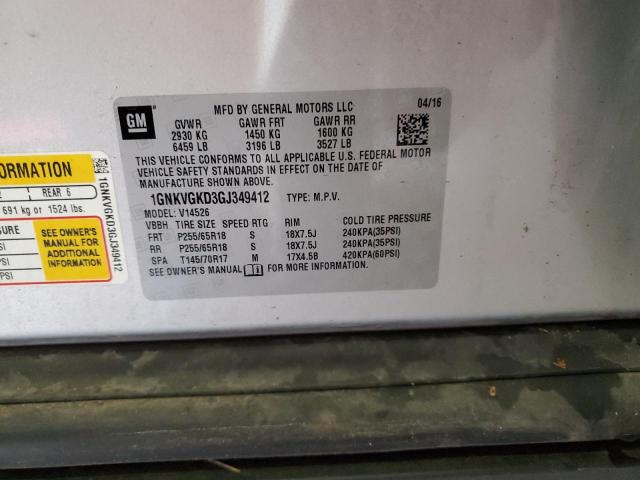 GM
MFD BY GENERAL MOTORS LLC
04/16
GVWR GAWR FRT GAWR RR
2930 KG 1450 KG 1600 KG
6459 LB 3196 LB 3527 LB
THIS VEHICLE CONFORMS TO ALL APPLICABLE U.S. FEDERAL MOTOR
VEHICLE SAFETY STANDARDS IN EFFECT ON THE DATE OF
MANUFACTURE SHOWN ABOVE.
1GNKVGKD3GJ349412 TYPE: M.P.V.
MODEL: V14526
VBBH TIRE SIZE SPEED RTG RIM COLD TIRE PRESSURE
FRT P255/65R18 S 18X7.5J 240KPA(35PSI)
RR P255/65R18 S 18X7.5J 240KPA(35PSI)
SPA T145/70R17 M 17X4.5B 420KPA(60PSI)
SEE OWNER'S MANUAL FOR MORE INFORMATION
REAR 6
691 kg or 1524 lbs.
SEE OWNER'S
MANUAL FOR
ADDITIONAL
INFORMATION
1GNKVGKD3GJ349412